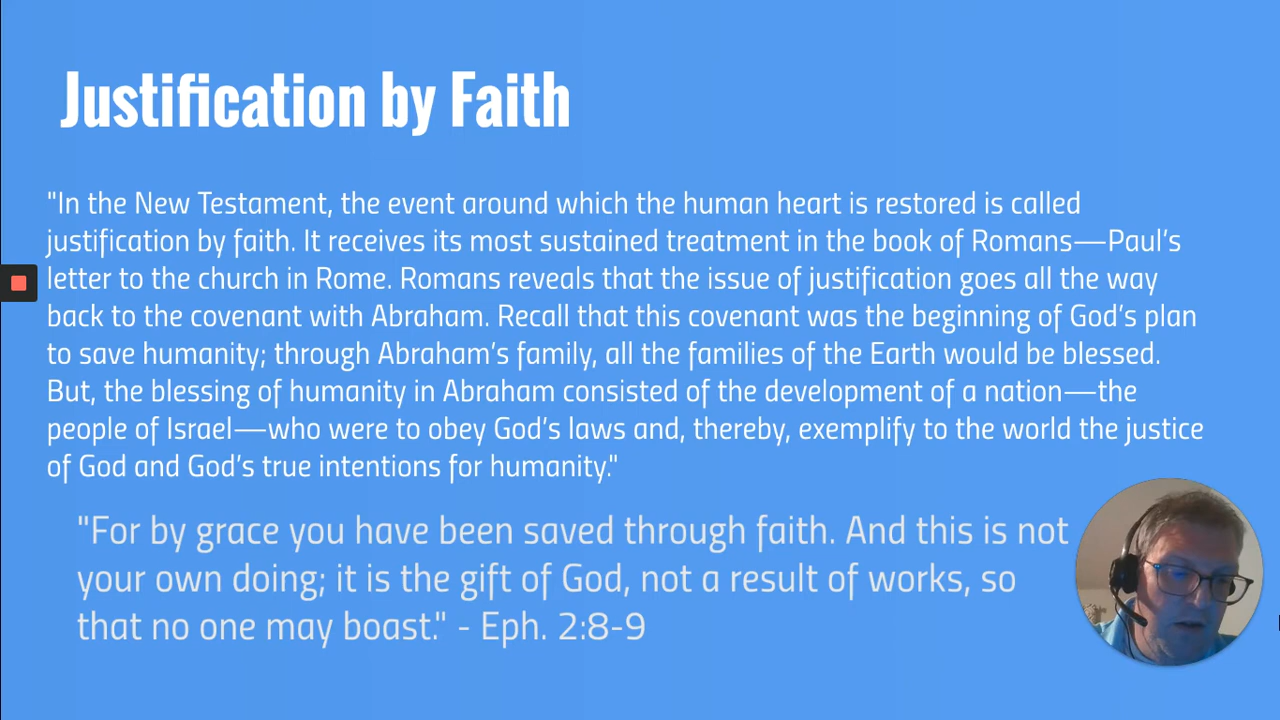 Justification by Faith
"In the New Testament, the event around which the human heart is restored is called
justification by faith. It receives its most sustained treatment in the book of Romans—Paul's
letter to the church in Rome. Romans reveals that the issue of justification goes all the way
back to the covenant with Abraham. Recall that this covenant was the beginning of God's plan
to save humanity; through Abraham's family, all the families of the Earth would be blessed.
But, the blessing of humanity in Abraham consisted of the development of a nation—the
people of Israel—who were to obey God's laws and, thereby, exemplify to the world the justice
of God and God's true intentions for humanity."
"For by grace you have been saved through faith. And this is not
your own doing; it is the gift of God, not a result of works, so
that no one may boast." - Eph. 2:8-9